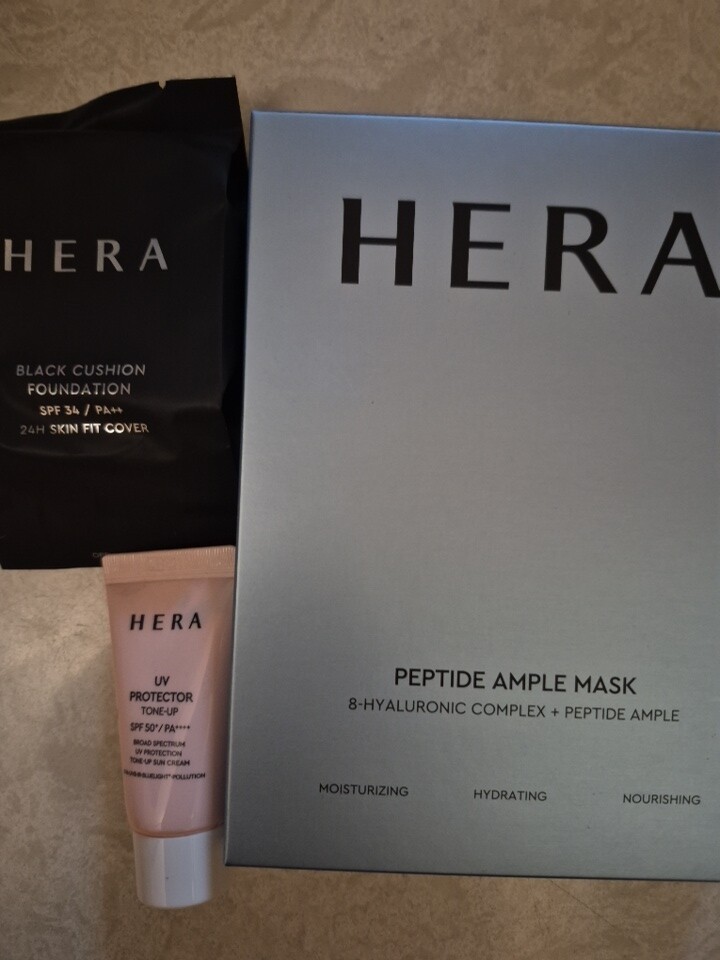 HERA
BLACK CUSHION
FOUNDATION
SPF 34 / PA++
24H SKIN FIT COVER
HERA
UV
PROTECTOR
TONE-UP
SPF 50+/PA++++
BROAD SPECTRUM
UV PROTECTION
TONE-UP SUN CREAM
HERA
PEPTIDE AMPLE MASK
8-HYALURONIC COMPLEX + PEPTIDE AMPLE
MOISTURIZING HYDRATING NOURISHING